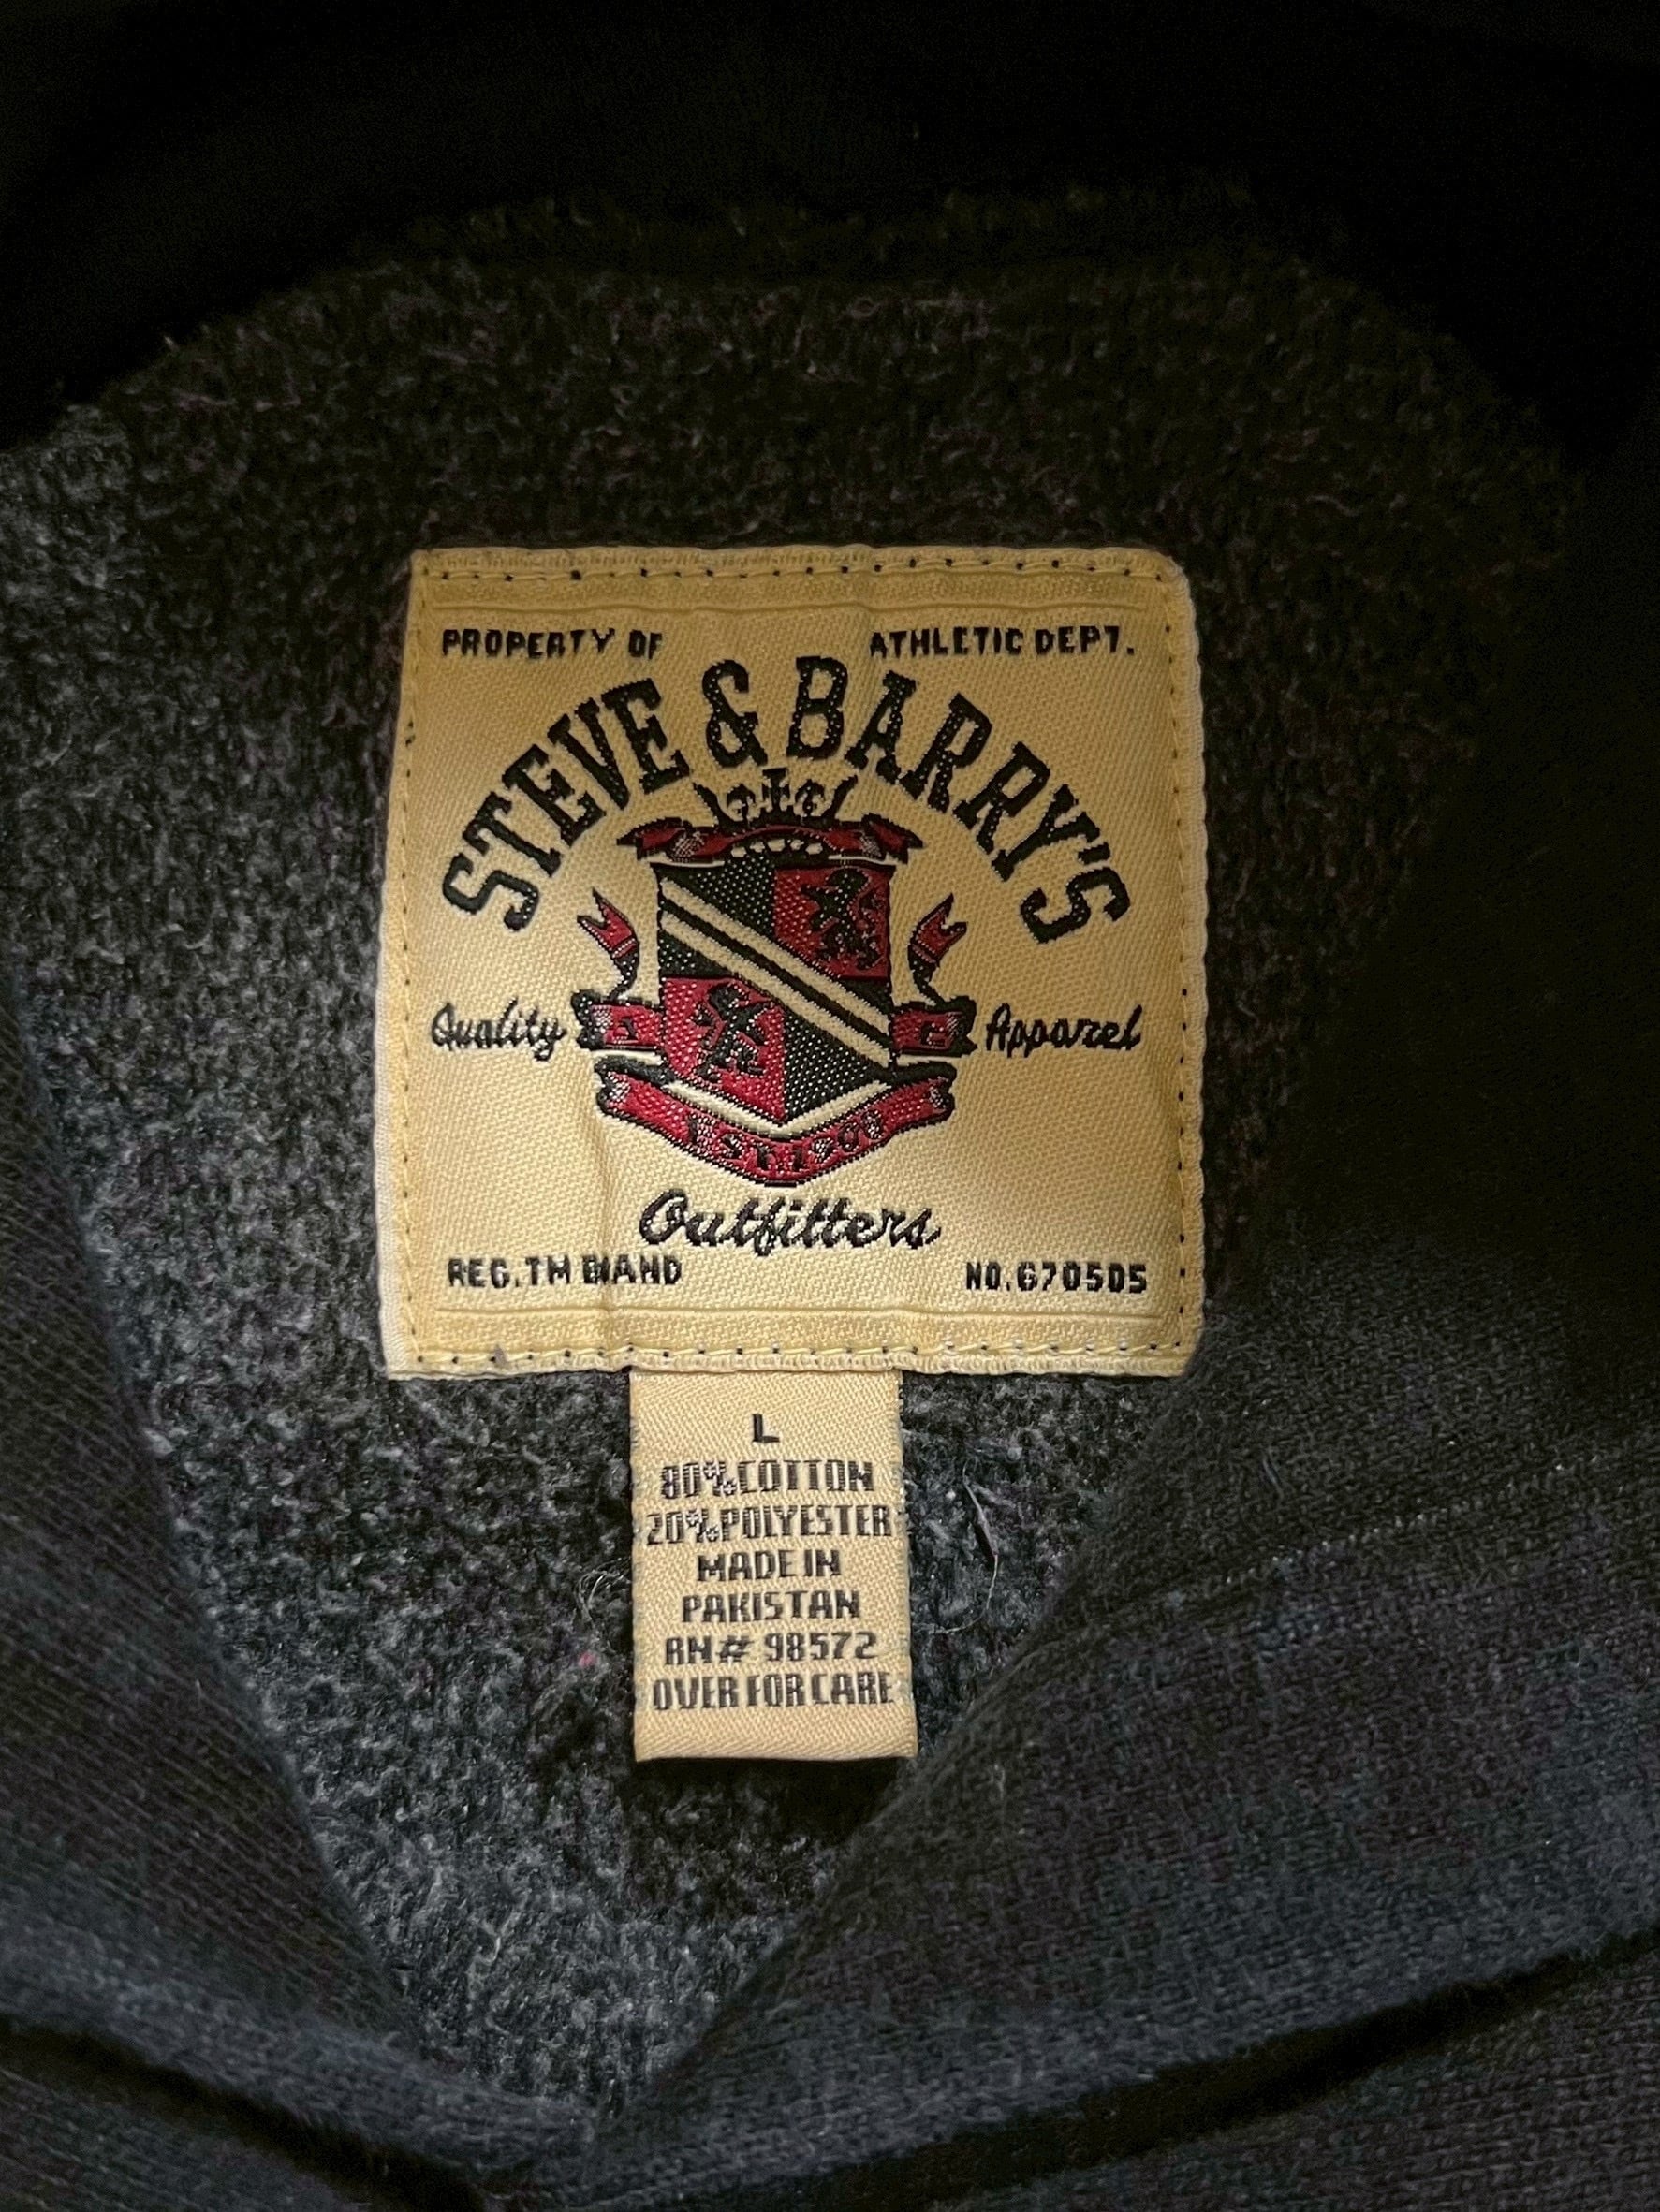 PROPERTY OF ATHLETIC DEPT.
STEVE & BARRY'S
Quality Apparel
Outfitters
REG.TM BRAND NO.G70505
L
80%COTTON
20%POLYESTER
MADE IN
PAKISTAN
RN# 98572
OVER FOR CARE